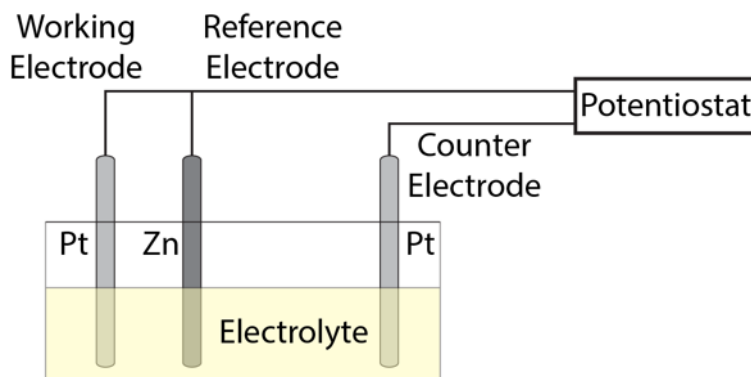 Working
Electrode
Reference
Electrode
Potentiostat
Counter
Electrode
Pt
Zn
Pt
Electrolyte